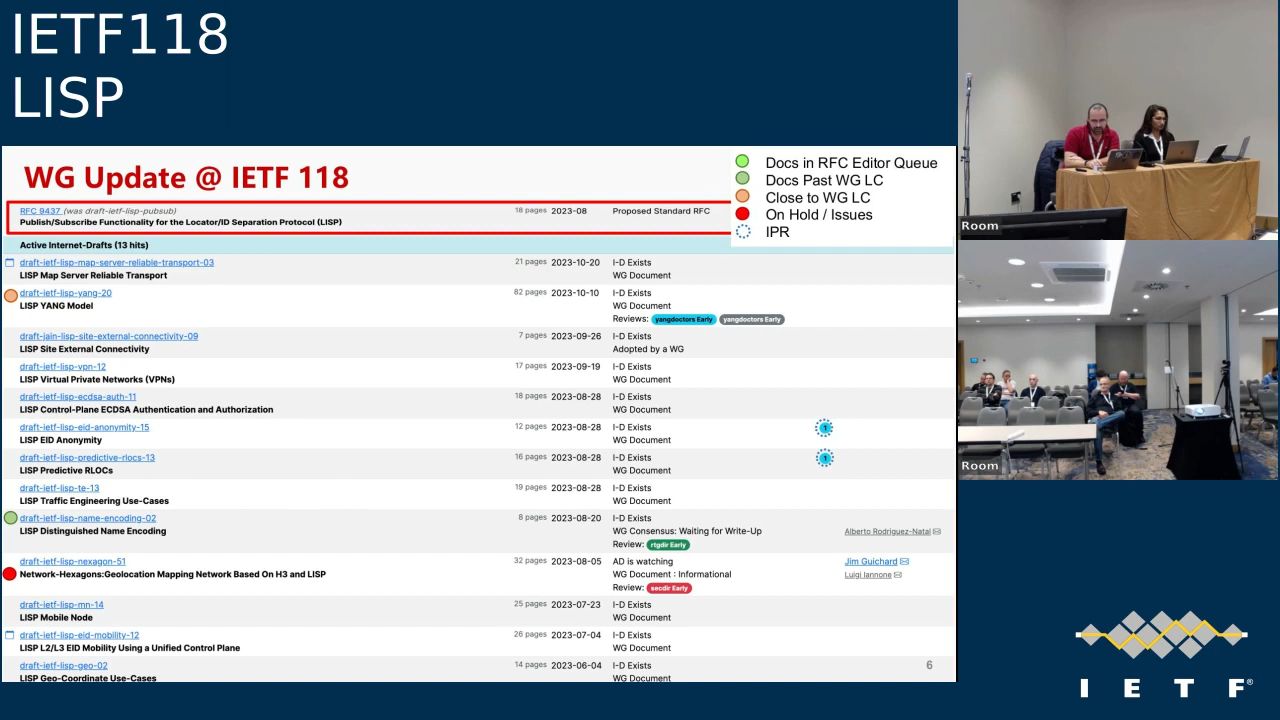 IETF118
LISP
WG Update @ IETF 118
Docs in RFC Editor Queue
Docs Past WG LC
Close to WG LC
On Hold / Issues
IPR
RFC 9437 (was draft-ietf-lisp-pubsub) 18 pages 2023-08 Proposed Standard RFC
Publish/Subscribe Functionality for the Locator/ID Separation Protocol (LISP)
Active Internet-Drafts (13 hits)
draft-ietf-lisp-map-server-reliable-transport-03 21 pages 2023-10-20 I-D Exists
LISP Map Server Reliable Transport WG Document
draft-ietf-lisp-yang-20 82 pages 2023-10-10 I-D Exists
LISP YANG Model WG Document
Reviews: yangdoctors Early yangdoctors Early
draft-jain-lisp-site-external-connectivity-09 7 pages 2023-09-26 I-D Exists
LISP Site External Connectivity Adopted by a WG
draft-ietf-lisp-vpn-12 17 pages 2023-09-19 I-D Exists
LISP Virtual Private Networks (VPNs) WG Document
draft-ietf-lisp-ecdsa-auth-11 18 pages 2023-08-28 I-D Exists
LISP Control-Plane ECDSA Authentication and Authorization WG Document
draft-ietf-lisp-eid-anonymity-15 12 pages 2023-08-28 I-D Exists 1
LISP EID Anonymity WG Document
draft-ietf-lisp-predictive-rlocs-13 16 pages 2023-08-28 I-D Exists 1
LISP Predictive RLOCs WG Document
draft-ietf-lisp-te-13 19 pages 2023-08-28 I-D Exists
LISP Traffic Engineering Use-Cases WG Document
draft-ietf-lisp-name-encoding-02 8 pages 2023-08-20 I-D Exists
LISP Distinguished Name Encoding WG Consensus: Waiting for Write-Up Alberto Rodriguez-Natal
Review: rtgdir Early
draft-ietf-lisp-nexagon-51 32 pages 2023-08-05 AD is watching Jim Guichard
Network-Hexagons:Geolocation Mapping Network Based On H3 and LISP WG Document : Informational Luigi Iannone
Review: secdir Early
draft-ietf-lisp-mn-14 25 pages 2023-07-23 I-D Exists
LISP Mobile Node WG Document
draft-ietf-lisp-eid-mobility-12 26 pages 2023-07-04 I-D Exists
LISP L2/L3 EID Mobility Using a Unified Control Plane WG Document
draft-ietf-lisp-geo-02 14 pages 2023-06-04 I-D Exists 6
LISP Geo-Coordinate Use-Cases WG Document
Room
Room
I E T F®